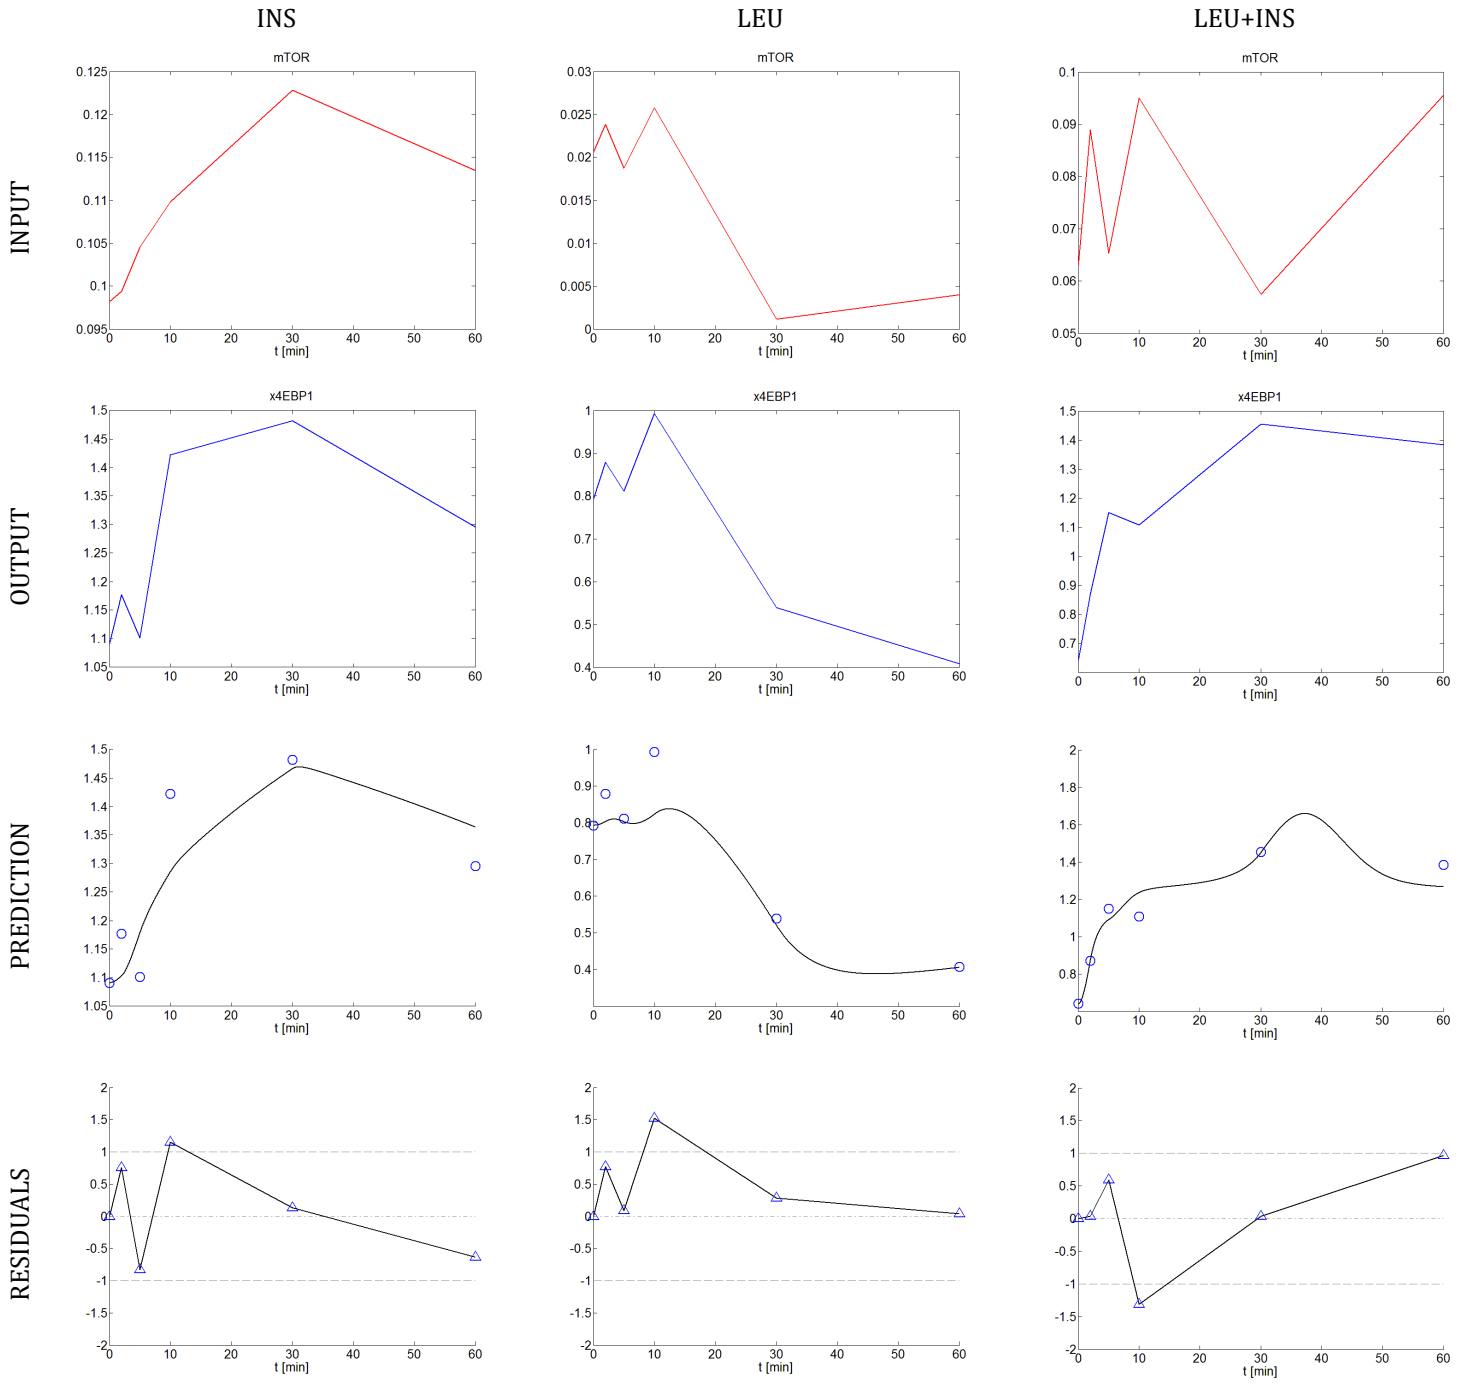 INS LEU LEU+INS
INPUT
mTOR
0.125
0.12
0.115
0.11
0.105
0.1
0.095
0 10 20 30 40 50 60
t [min]
mTOR
0.03
0.025
0.02
0.015
0.01
0.005
0
0 10 20 30 40 50 60
t [min]
mTOR
0.1
0.09
0.08
0.07
0.06
0.05
0 10 20 30 40 50 60
t [min]
OUTPUT
x4EBP1
1.5
1.45
1.4
1.35
1.3
1.25
1.2
1.15
1.1
1.05
0 10 20 30 40 50 60
t [min]
x4EBP1
1
0.9
0.8
0.7
0.6
0.5
0.4
0 10 20 30 40 50 60
t [min]
x4EBP1
1.5
1.4
1.3
1.2
1.1
1
0.9
0.8
0.7
0 10 20 30 40 50 60
t [min]
PREDICTION
1.5
1.45
1.4
1.35
1.3
1.25
1.2
1.15
1.1
1.05
0 10 20 30 40 50 60
t [min]
1
0.9
0.8
0.7
0.6
0.5
0.4
0 10 20 30 40 50 60
t [min]
2
1.8
1.6
1.4
1.2
1
0.8
0 10 20 30 40 50 60
t [min]
RESIDUALS
2
1.5
1
0.5
0
-0.5
-1
-1.5
-2
0 10 20 30 40 50 60
t [min]
2
1.5
1
0.5
0
-0.5
-1
-1.5
-2
0 10 20 30 40 50 60
t [min]
2
1.5
1
0.5
0
-0.5
-1
-1.5
-2
0 10 20 30 40 50 60
t [min]